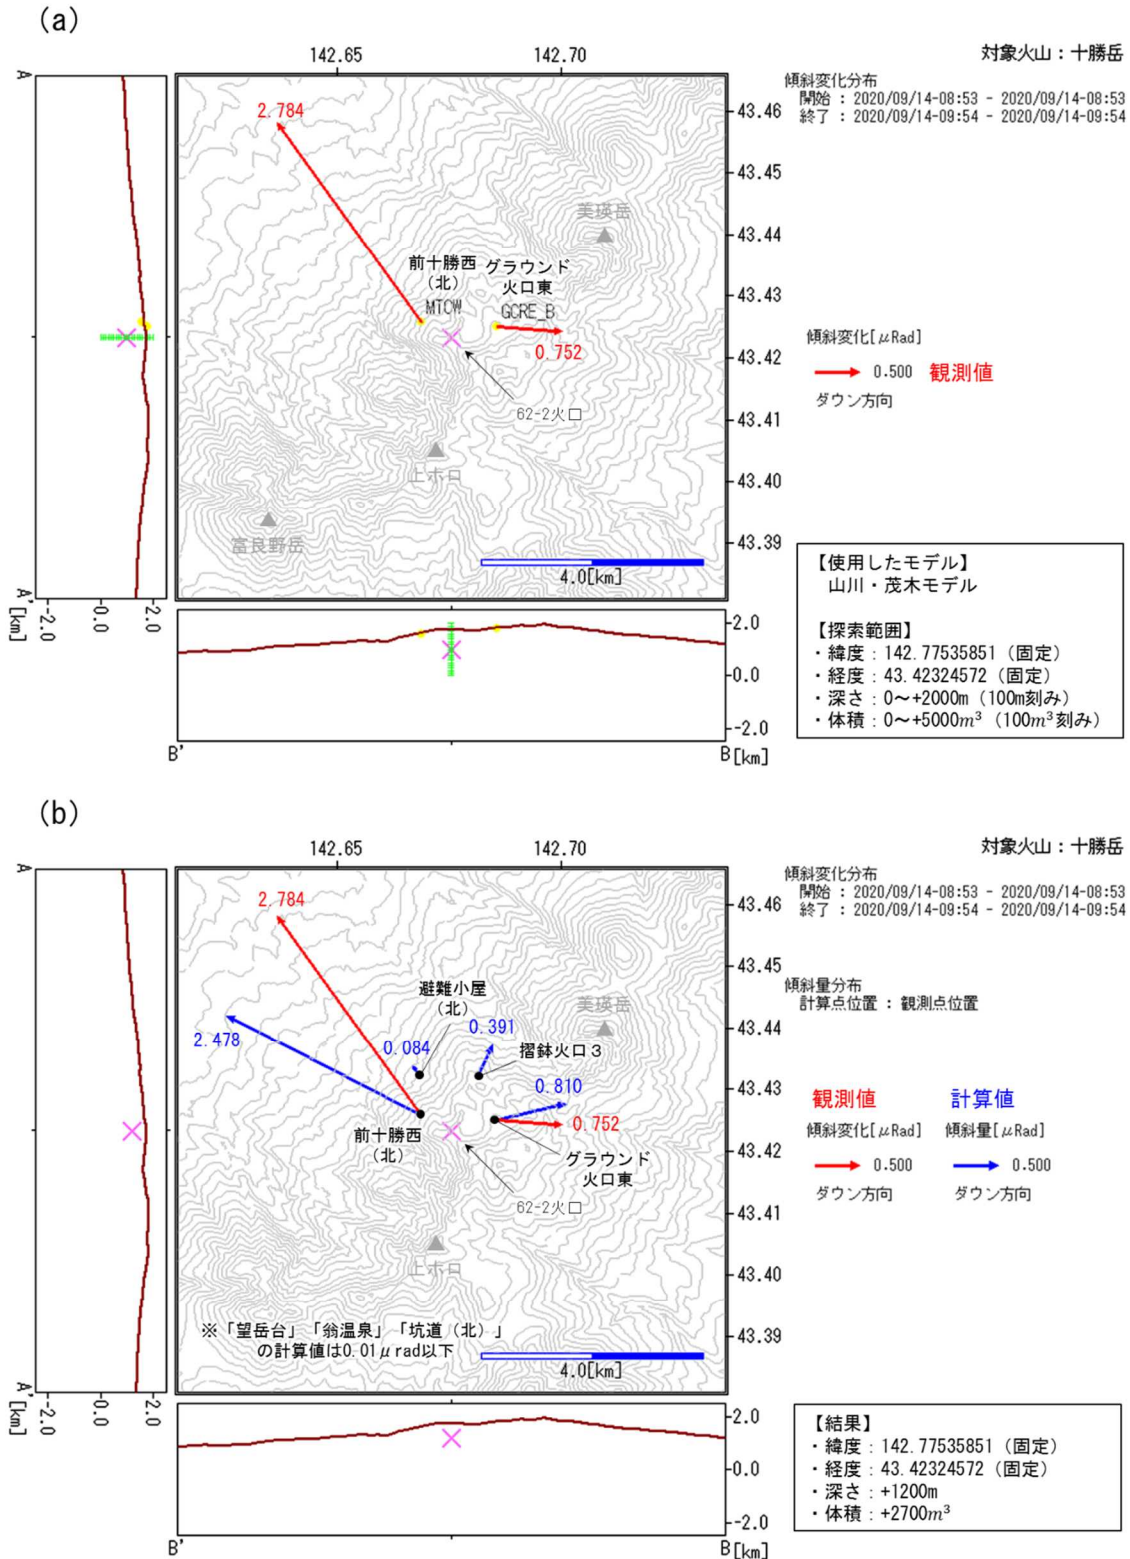 (a)
142.65 142.70
対象火山：十勝岳
傾斜変化分布
開始 : 2020/09/14-08:53 - 2020/09/14-08:53
終了 : 2020/09/14-09:54 - 2020/09/14-09:54
A
2.784
43.46
43.45
美瑛岳
43.44
前十勝西
（北）
MTCW
グラウンド
火口東
GCRE_B
43.43
0.752
43.42
62-2火口
傾斜変化[μRad]
0.500 観測値
ダウン方向
43.41
上ホロ
43.40
富良野岳
43.39
4.0[km]
A'
[km]
-2.0
0.0
2.0
2.0
0.0
-2.0
B'
B
[km]
【使用したモデル】
山川・茂木モデル
【探索範囲】
・緯度：142.77535851（固定）
・経度：43.42324572（固定）
・深さ：0～+2000m（100m刻み）
・体積：0～+5000m³（100m³刻み）
(b)
142.65 142.70
対象火山：十勝岳
傾斜変化分布
開始 : 2020/09/14-08:53 - 2020/09/14-08:53
終了 : 2020/09/14-09:54 - 2020/09/14-09:54
A
2.784
43.46
43.45
傾斜量分布
計算点位置 : 観測点位置
避難小屋
（北）
美瑛岳
43.44
2.478
0.084
0.391
摺鉢火口３
43.43
0.810
0.752
前十勝西
（北）
グラウンド
火口東
43.42
62-2火口
観測値 計算値
傾斜変化[μRad] 傾斜量[μRad]
0.500 0.500
ダウン方向 ダウン方向
43.41
上ホロ
43.40
43.39
※「望岳台」「翁温泉」「坑道（北）」
の計算値は0.01μrad以下
4.0[km]
A'
[km]
-2.0
0.0
2.0
2.0
0.0
-2.0
B'
B
[km]
【結果】
・緯度：142.77535851（固定）
・経度：43.42324572（固定）
・深さ：+1200m
・体積：+2700m³